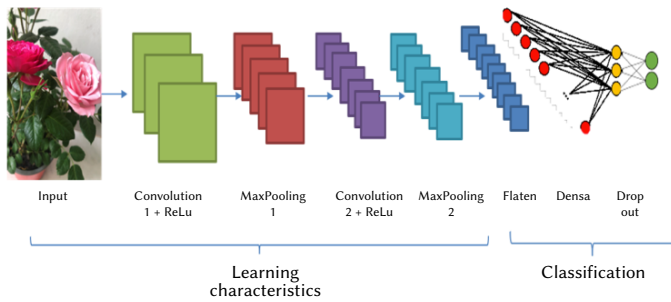 Input
Convolution
1 + ReLu
MaxPooling
1
Convolution
2 + ReLu
MaxPooling
2
Flaten
Densa
Drop
out
Learning
characteristics
Classification